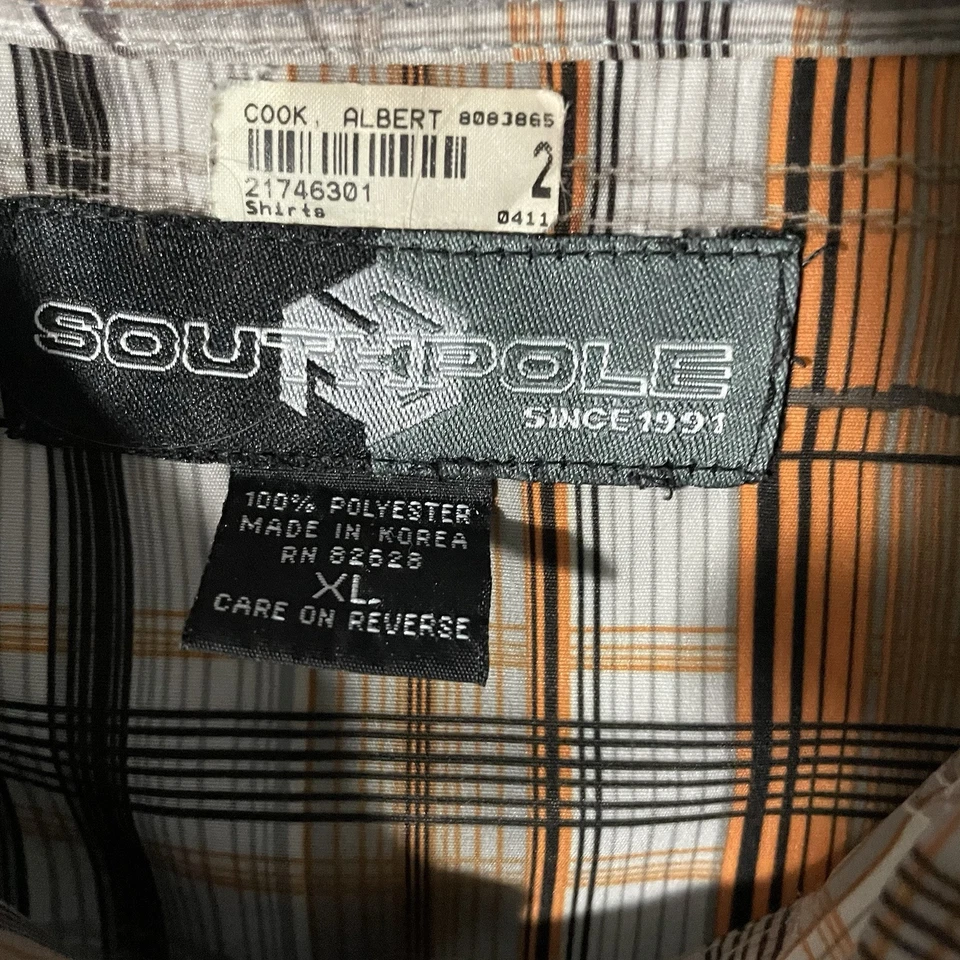 COOK, ALBERT 8083865
2
21746301
Shirts 0411
SOUTHPOLE
SINCE 1991
100% POLYESTER
MADE IN KOREA
RN 82628
XL
CARE ON REVERSE